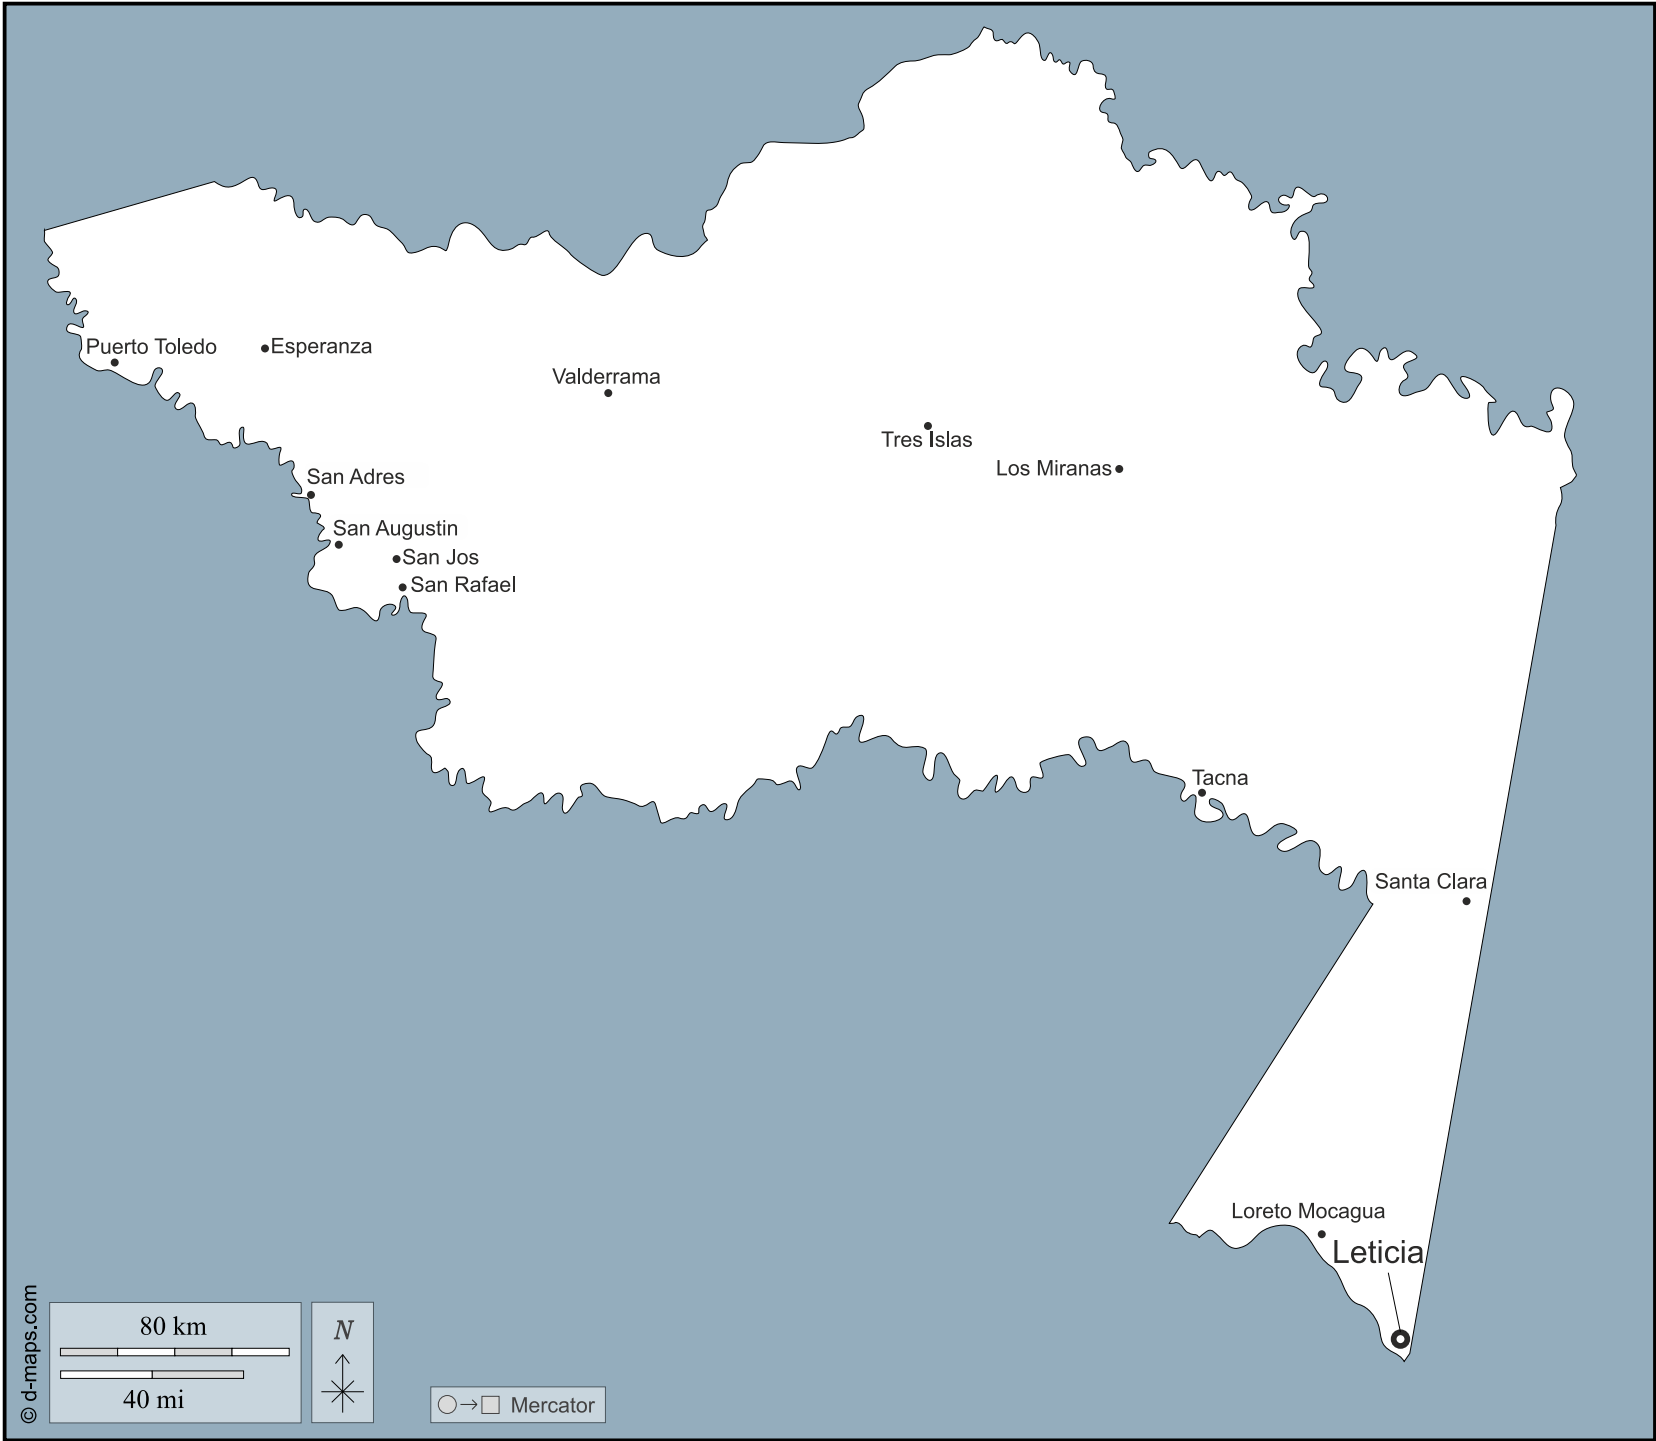 Puerto Toledo
Esperanza
Valderrama
Tres Islas
Los Miranas
San Adres
San Augustin
San Jos
San Rafael
Tacna
Santa Clara
Loreto Mocagua
Leticia
© d-maps.com
80 km
40 mi
N
Mercator